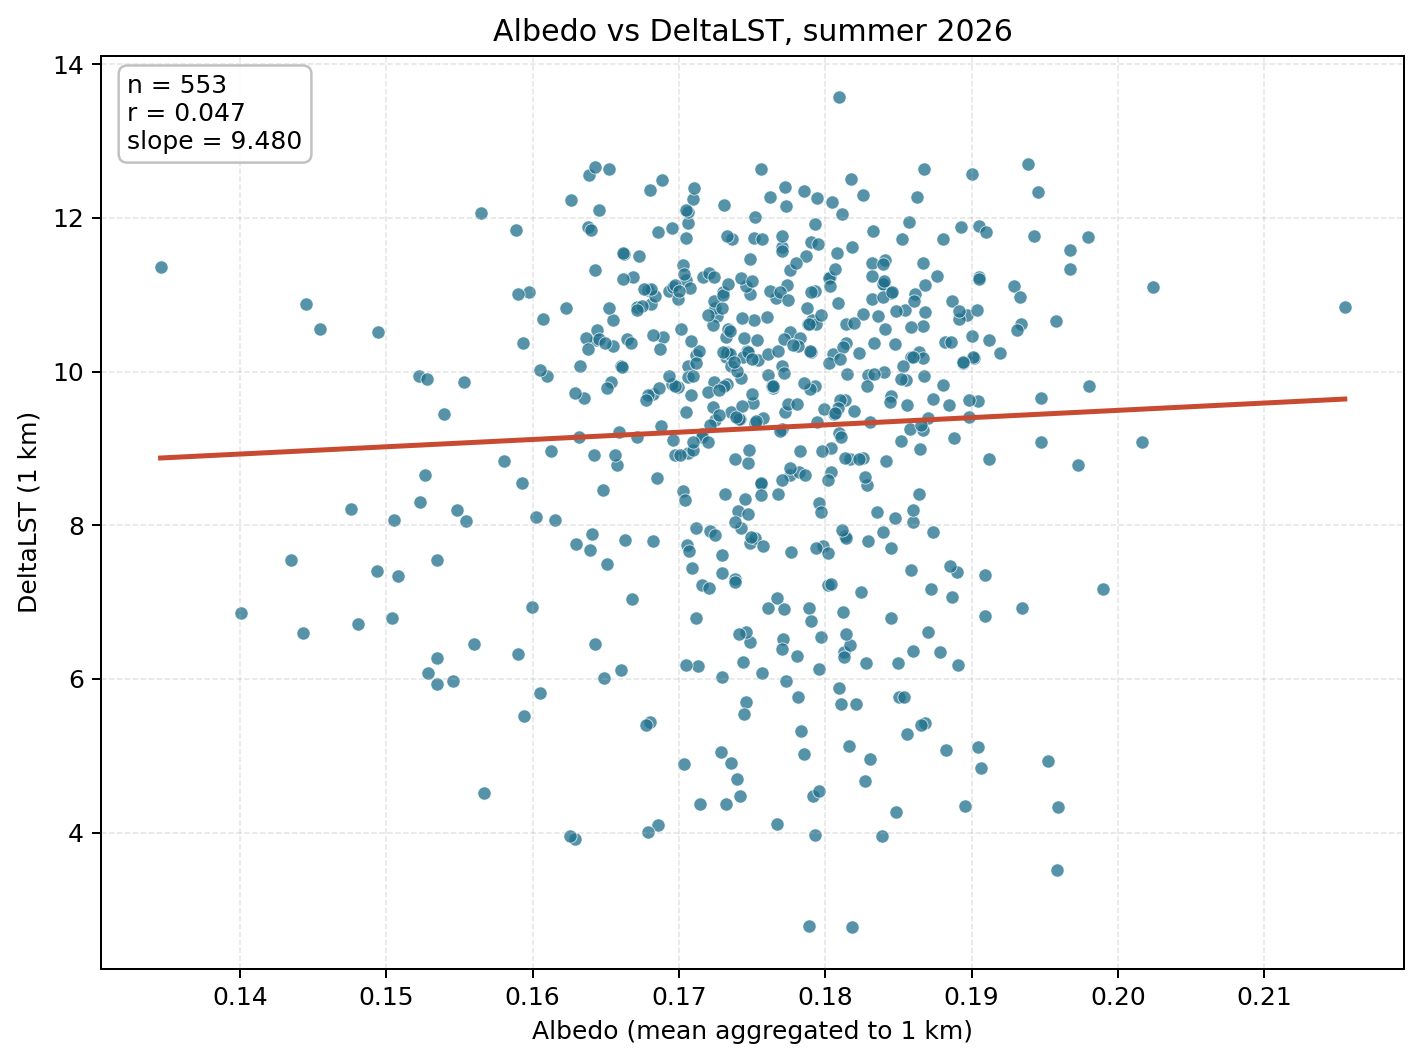 Albedo vs DeltaLST, summer 2026
n = 553
r = 0.047
slope = 9.480
DeltaLST (1 km)
14
12
10
8
6
4
0.14 0.15 0.16 0.17 0.18 0.19 0.20 0.21
Albedo (mean aggregated to 1 km)